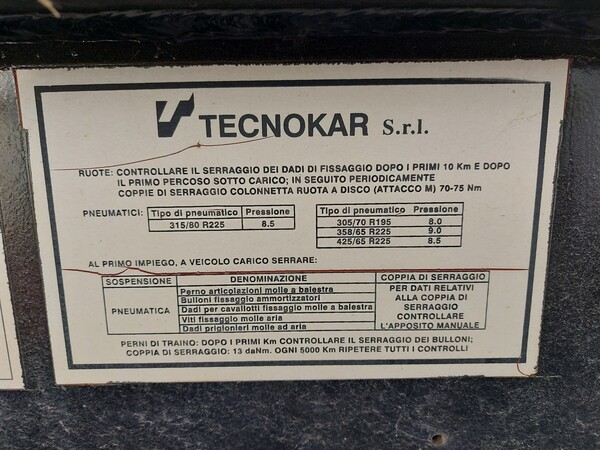 TECNOKAR S.r.l.
RUOTE: CONTROLLARE IL SERRAGGIO DEI DADI DI FISSAGGIO DOPO I PRIMI 10 Km E DOPO
IL PRIMO PERCOSO SOTTO CARICO; IN SEGUITO PERIODICAMENTE
COPPIE DI SERRAGGIO COLONNETTA RUOTA A DISCO (ATTACCO M) 70-75 Nm
PNEUMATICI: Tipo di pneumatico Pressione Tipo di pneumatico Pressione
315/80 R225 8.5 305/70 R195 8.0
358/65 R225 9.0
425/65 R225 8.5
AL PRIMO IMPIEGO, A VEICOLO CARICO SERRARE:
SOSPENSIONE DENOMINAZIONE COPPIA DI SERRAGGIO
PNEUMATICA Perno articolazioni molle a balestra PER DATI RELATIVI
Bulloni fissaggio ammortizzatori ALLA COPPIA DI
Dadi per cavallotti fissaggio molle a balestra SERRAGGIO
Viti fissaggio molle aria CONTROLLARE
Dadi prigionieri molle ad aria L'APPOSITO MANUALE
PERNI DI TRAINO: DOPO I PRIMI Km CONTROLLARE IL SERRAGGIO DEI BULLONI;
COPPIA DI SERRAGGIO: 13 daNm. OGNI 5000 Km RIPETERE TUTTI I CONTROLLI